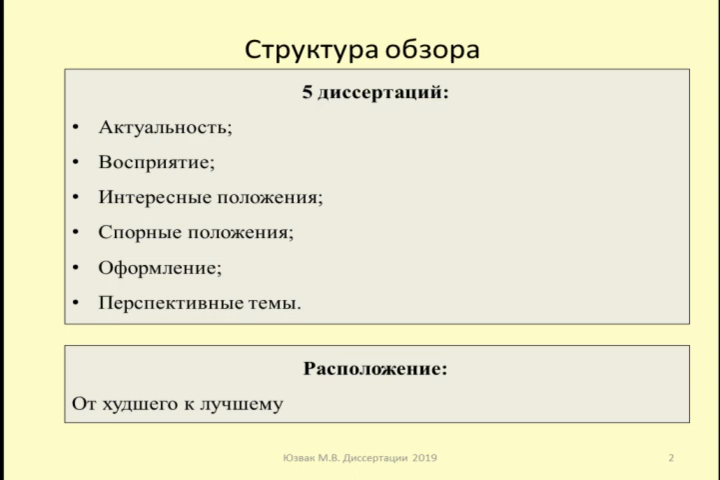 Структура обзора
5 диссертаций:
• Актуальность;
• Восприятие;
• Интересные положения;
• Спорные положения;
• Оформление;
• Перспективные темы.
Расположение:
От худшего к лучшему
Юзвак М.В. Диссертации 2019
2